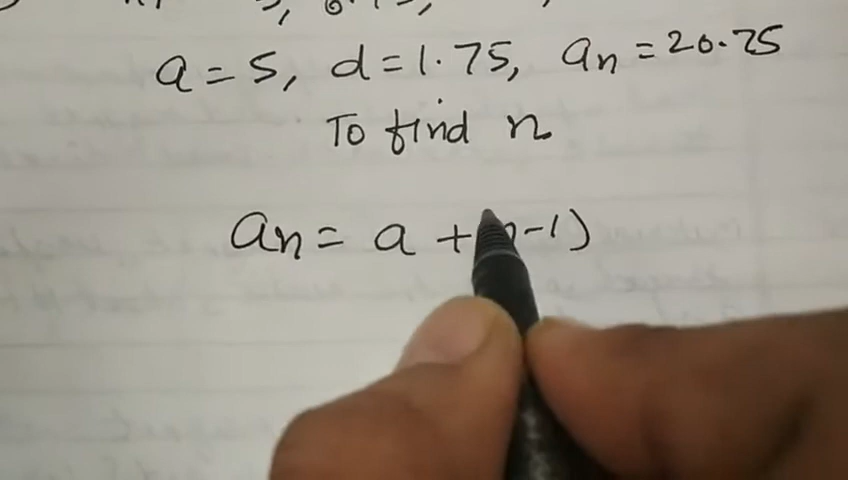 a = 5, d = 1.75, an = 20.75
To find n
an = a + n-1)